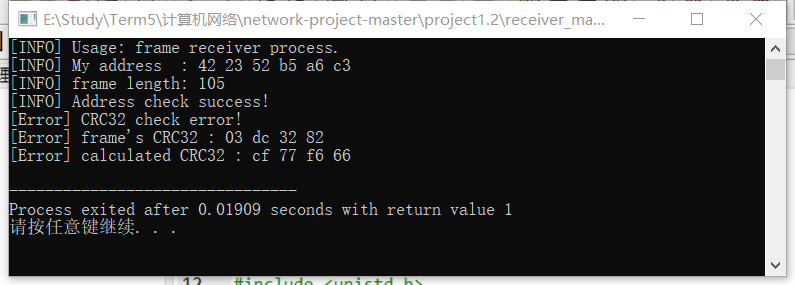 E:\Study\Term5\计算机网络\network-project-master\project1.2\receiver_ma...
[INFO] Usage: frame receiver process.
[INFO] My address  : 42 23 52 b5 a6 c3
[INFO] frame length: 105
[INFO] Address check success!
[Error] CRC32 check error!
[Error] frame's CRC32 : 03 dc 32 82
[Error] calculated CRC32 : cf 77 f6 66
--------------------------------
Process exited after 0.01909 seconds with return value 1
请按任意键继续. . .
12 #include <unistd.h>